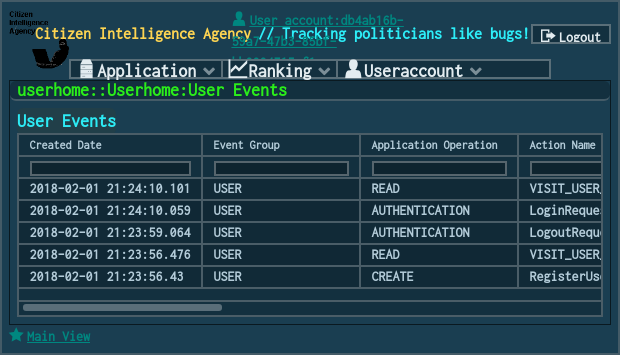 Citizen
Intelligence
Agency
User account:db4ab16b-
Citizen Intelligence Agency // Tracking politicians like bugs!
Logout
Application
Ranking
Useraccount
userhome::Userhome:User Events
User Events
Created Date Event Group Application Operation Action Name
2018-02-01 21:24:10.101 USER READ VISIT_USER_
2018-02-01 21:24:10.059 USER AUTHENTICATION LoginReques
2018-02-01 21:23:59.064 USER AUTHENTICATION LogoutReque
2018-02-01 21:23:56.476 USER READ VISIT_USER_
2018-02-01 21:23:56.43 USER CREATE RegisterUse
Main View